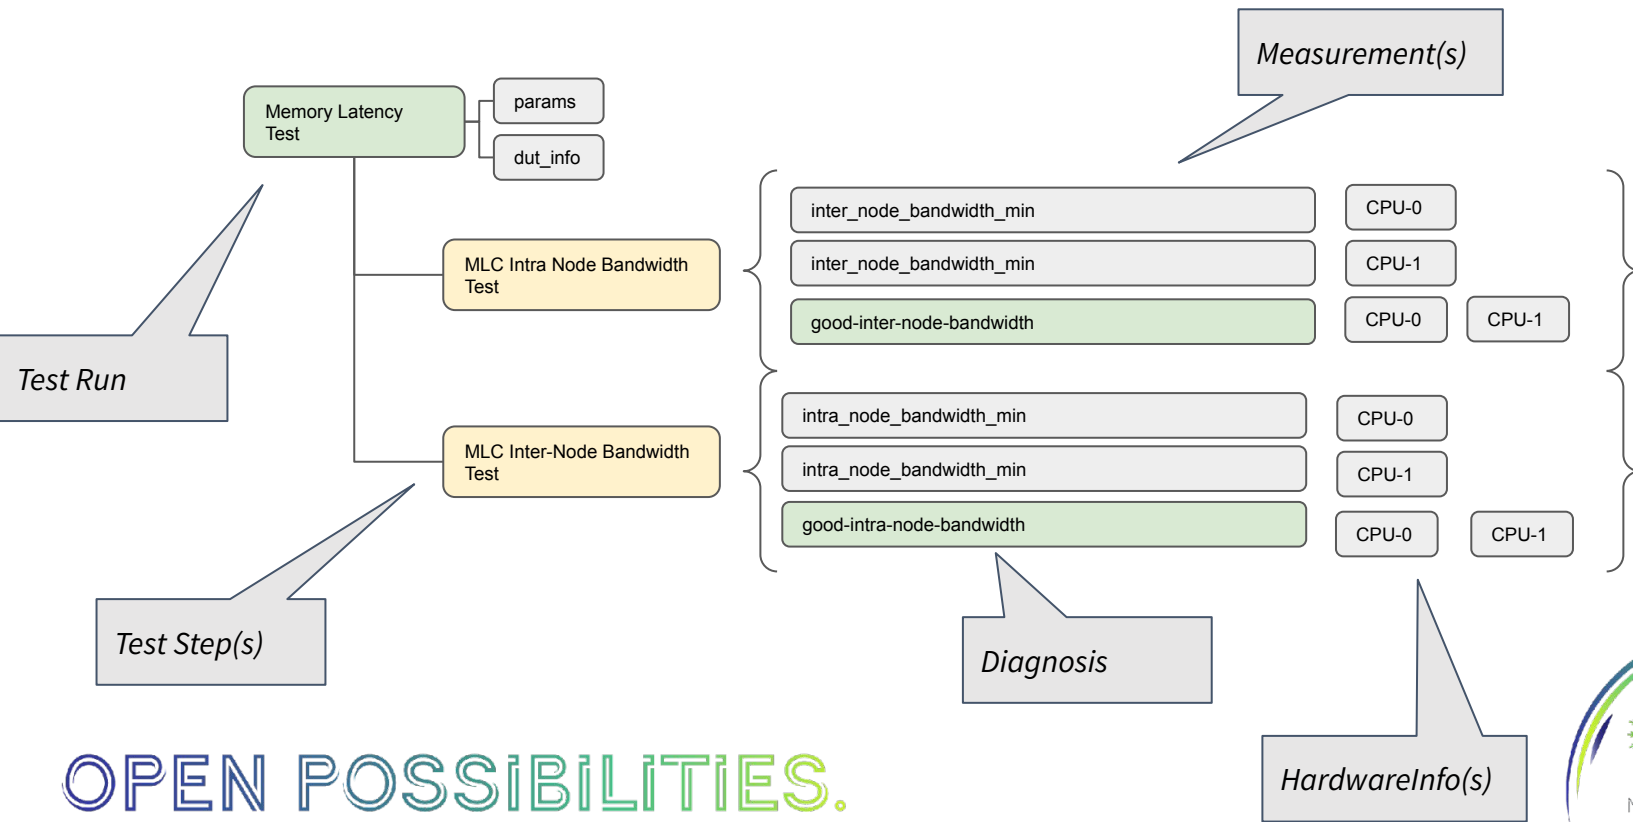 Measurement(s)
Memory Latency
Test
params
dut_info
inter_node_bandwidth_min
CPU-0
MLC Intra Node Bandwidth
Test
inter_node_bandwidth_min
CPU-1
good-inter-node-bandwidth
CPU-0
CPU-1
Test Run
intra_node_bandwidth_min
CPU-0
MLC Inter-Node Bandwidth
Test
intra_node_bandwidth_min
CPU-1
good-intra-node-bandwidth
CPU-0
CPU-1
Test Step(s)
Diagnosis
HardwareInfo(s)
OPEN POSSIBILITIES.